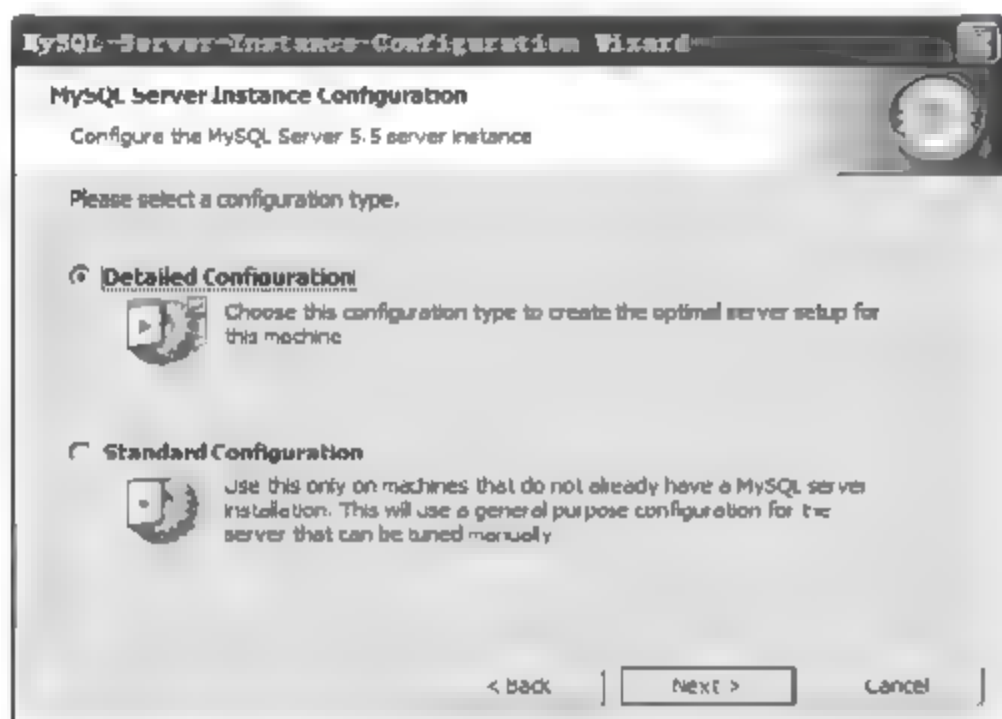 MySQL Server Instance Configuration Wizard
MySQL Server Instance Configuration
Configure the MySQL Server 5.5 server instance
Please select a configuration type.
Detailed Configuration
Choose this configuration type to create the optimal server setup for
this machine
Standard Configuration
Use this only on machines that do not already have a MySQL server
installation. This will use a general purpose configuration for the
server that can be tuned manually
< Back
Next >
Cancel